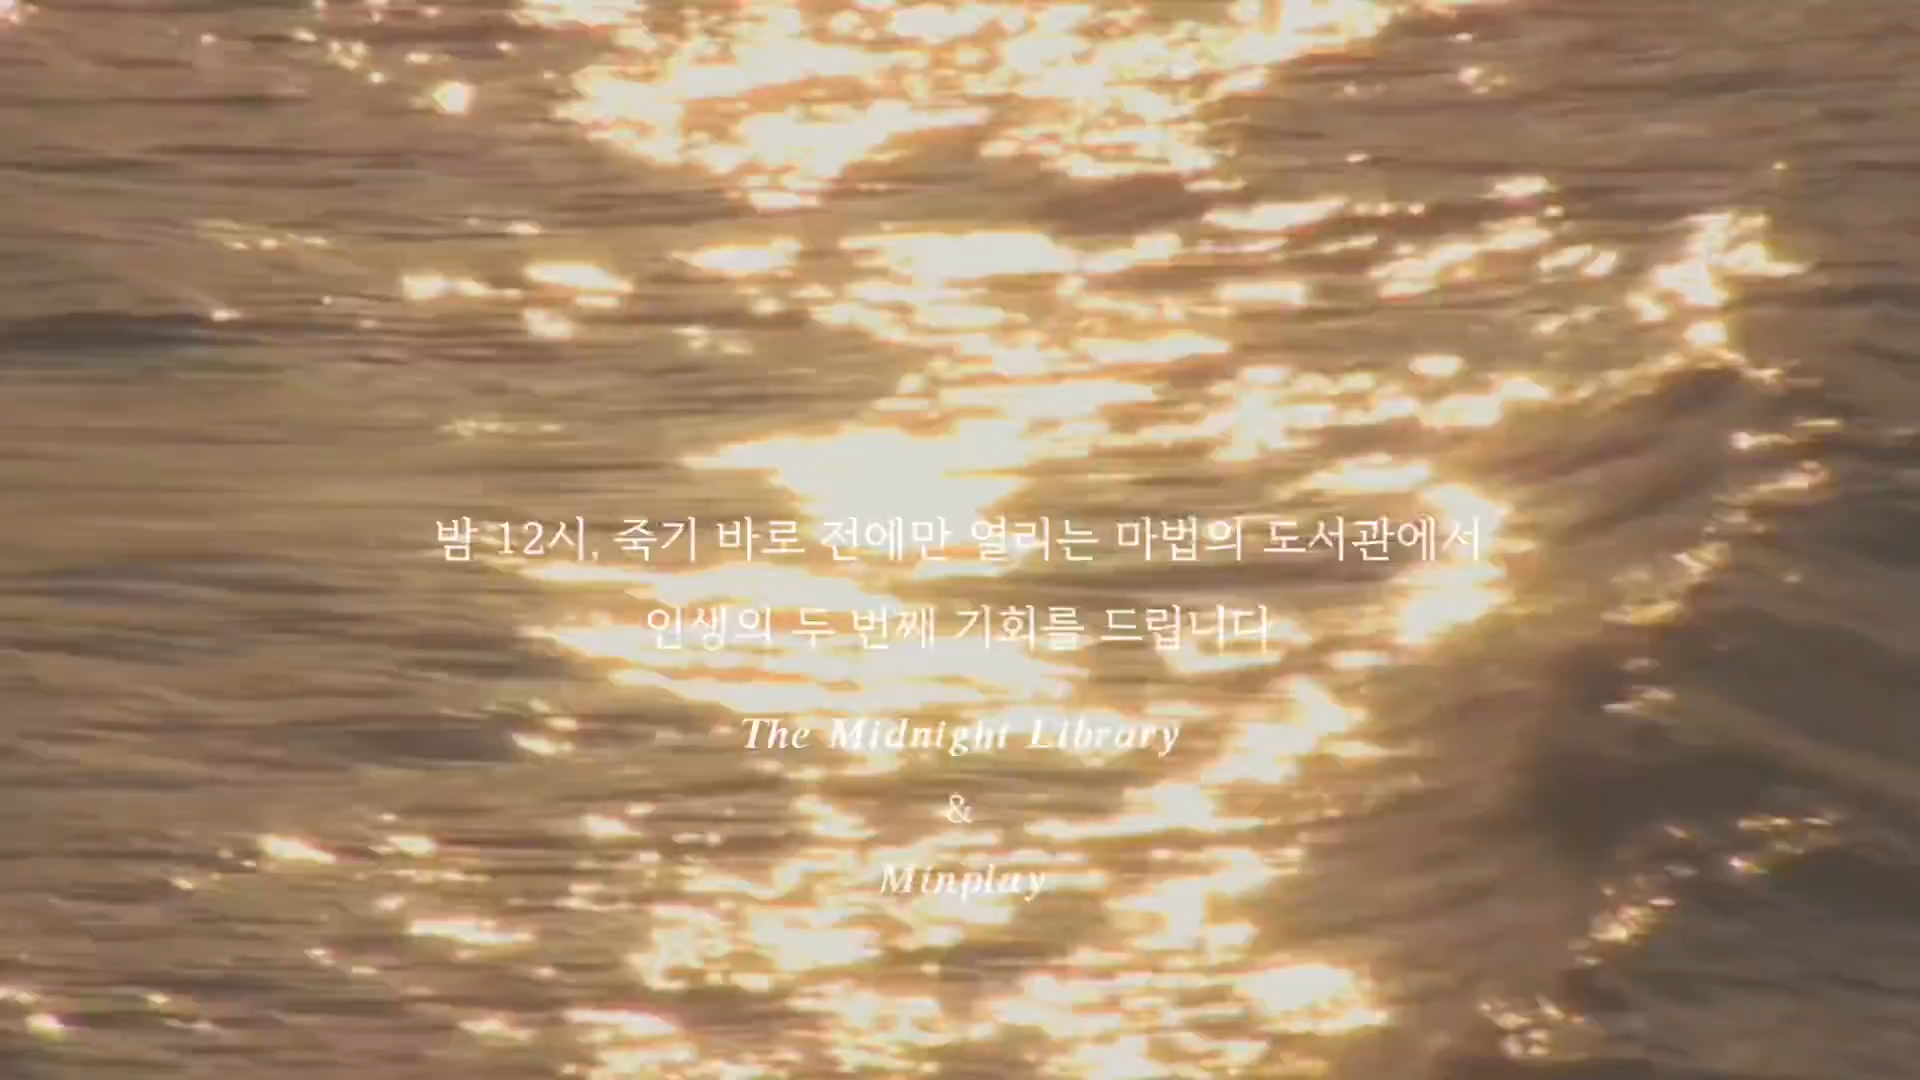 밤 12시, 죽기 바로 전에만 열리는 마법의 도서관에서
인생의 두 번째 기회를 드립니다
The Midnight Library
&
Minplay